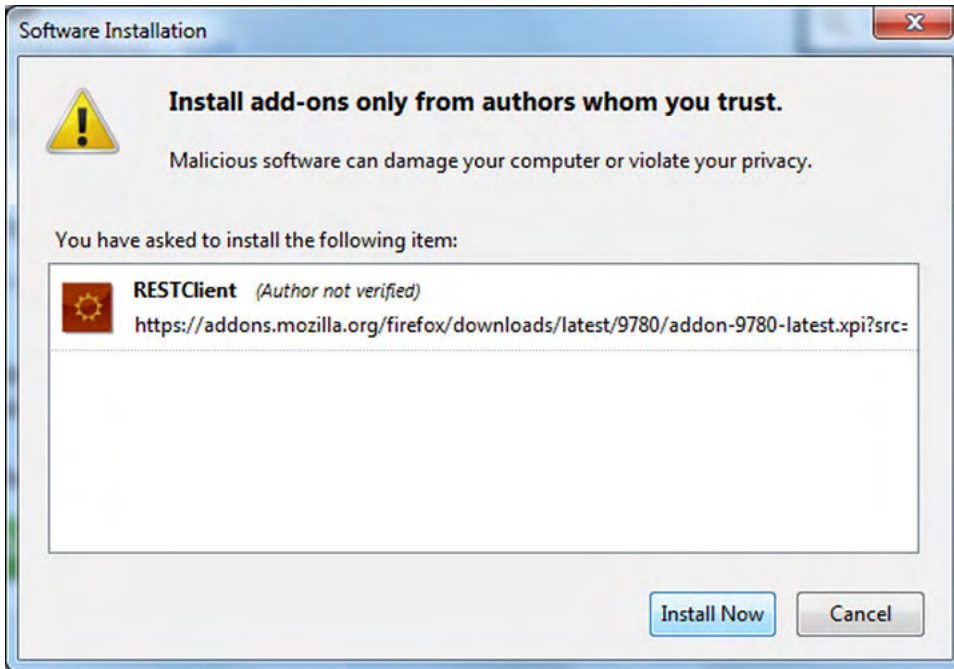 Software Installation
Install add-ons only from authors whom you trust.
Malicious software can damage your computer or violate your privacy.
You have asked to install the following item:
RESTClient (Author not verified)
https://addons.mozilla.org/firefox/downloads/latest/9780/addon-9780-latest.xpi?src=
Install Now Cancel